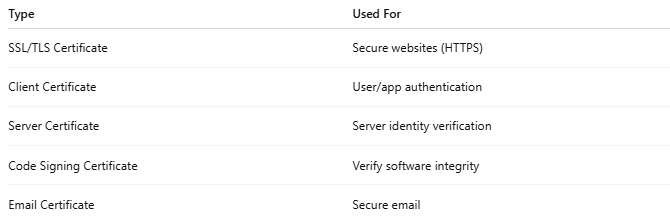 Type Used For
SSL/TLS Certificate Secure websites (HTTPS)
Client Certificate User/app authentication
Server Certificate Server identity verification
Code Signing Certificate Verify software integrity
Email Certificate Secure email